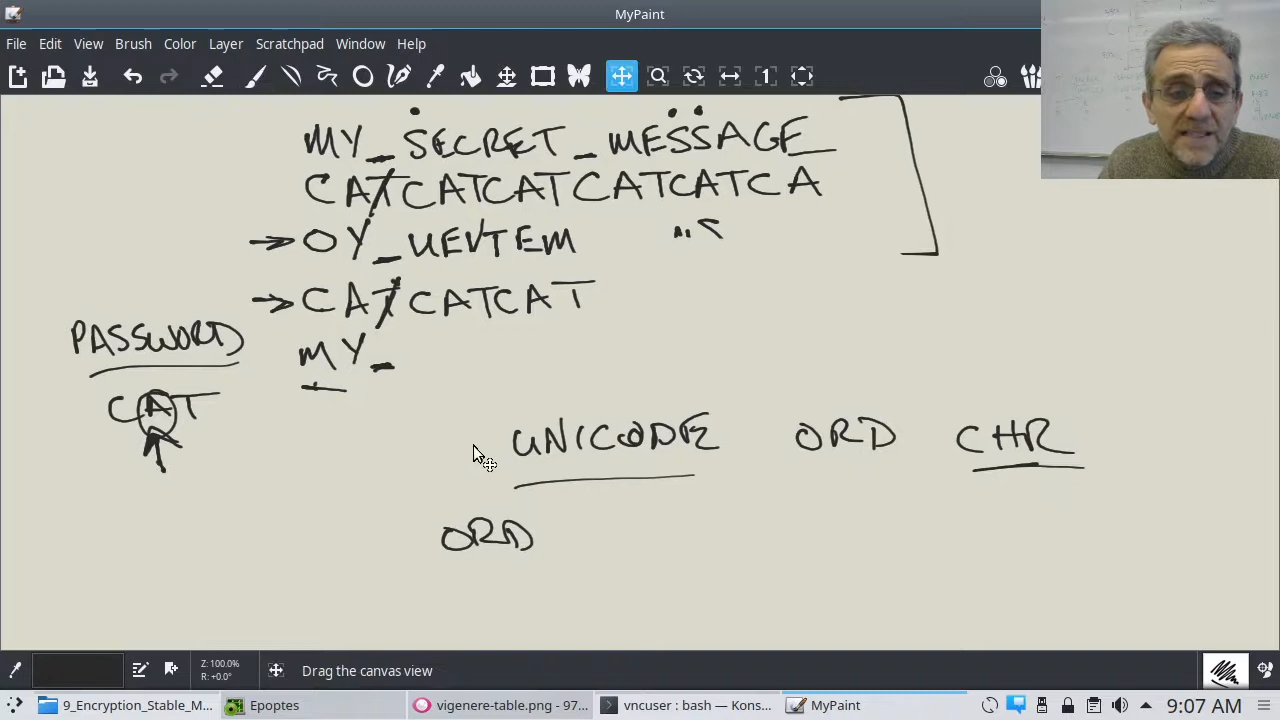 MyPaint
File Edit View Brush Color Layer Scratchpad Window Help
MY_SECRET_MESSAGE_
CATCATCATCATCATCA
→ OY_UEVTEM
→ CATCATCAT
PASSWORD
MY_
CAT
UNICODE ORD CHR
ORD
Z: 100.0%
R: +0.0°
Drag the canvas view
9_Encryption_Stable_M...
Epoptes
vigenere-table.png —37...
vncuser : bash — Kons...
MyPaint
9:07 AM